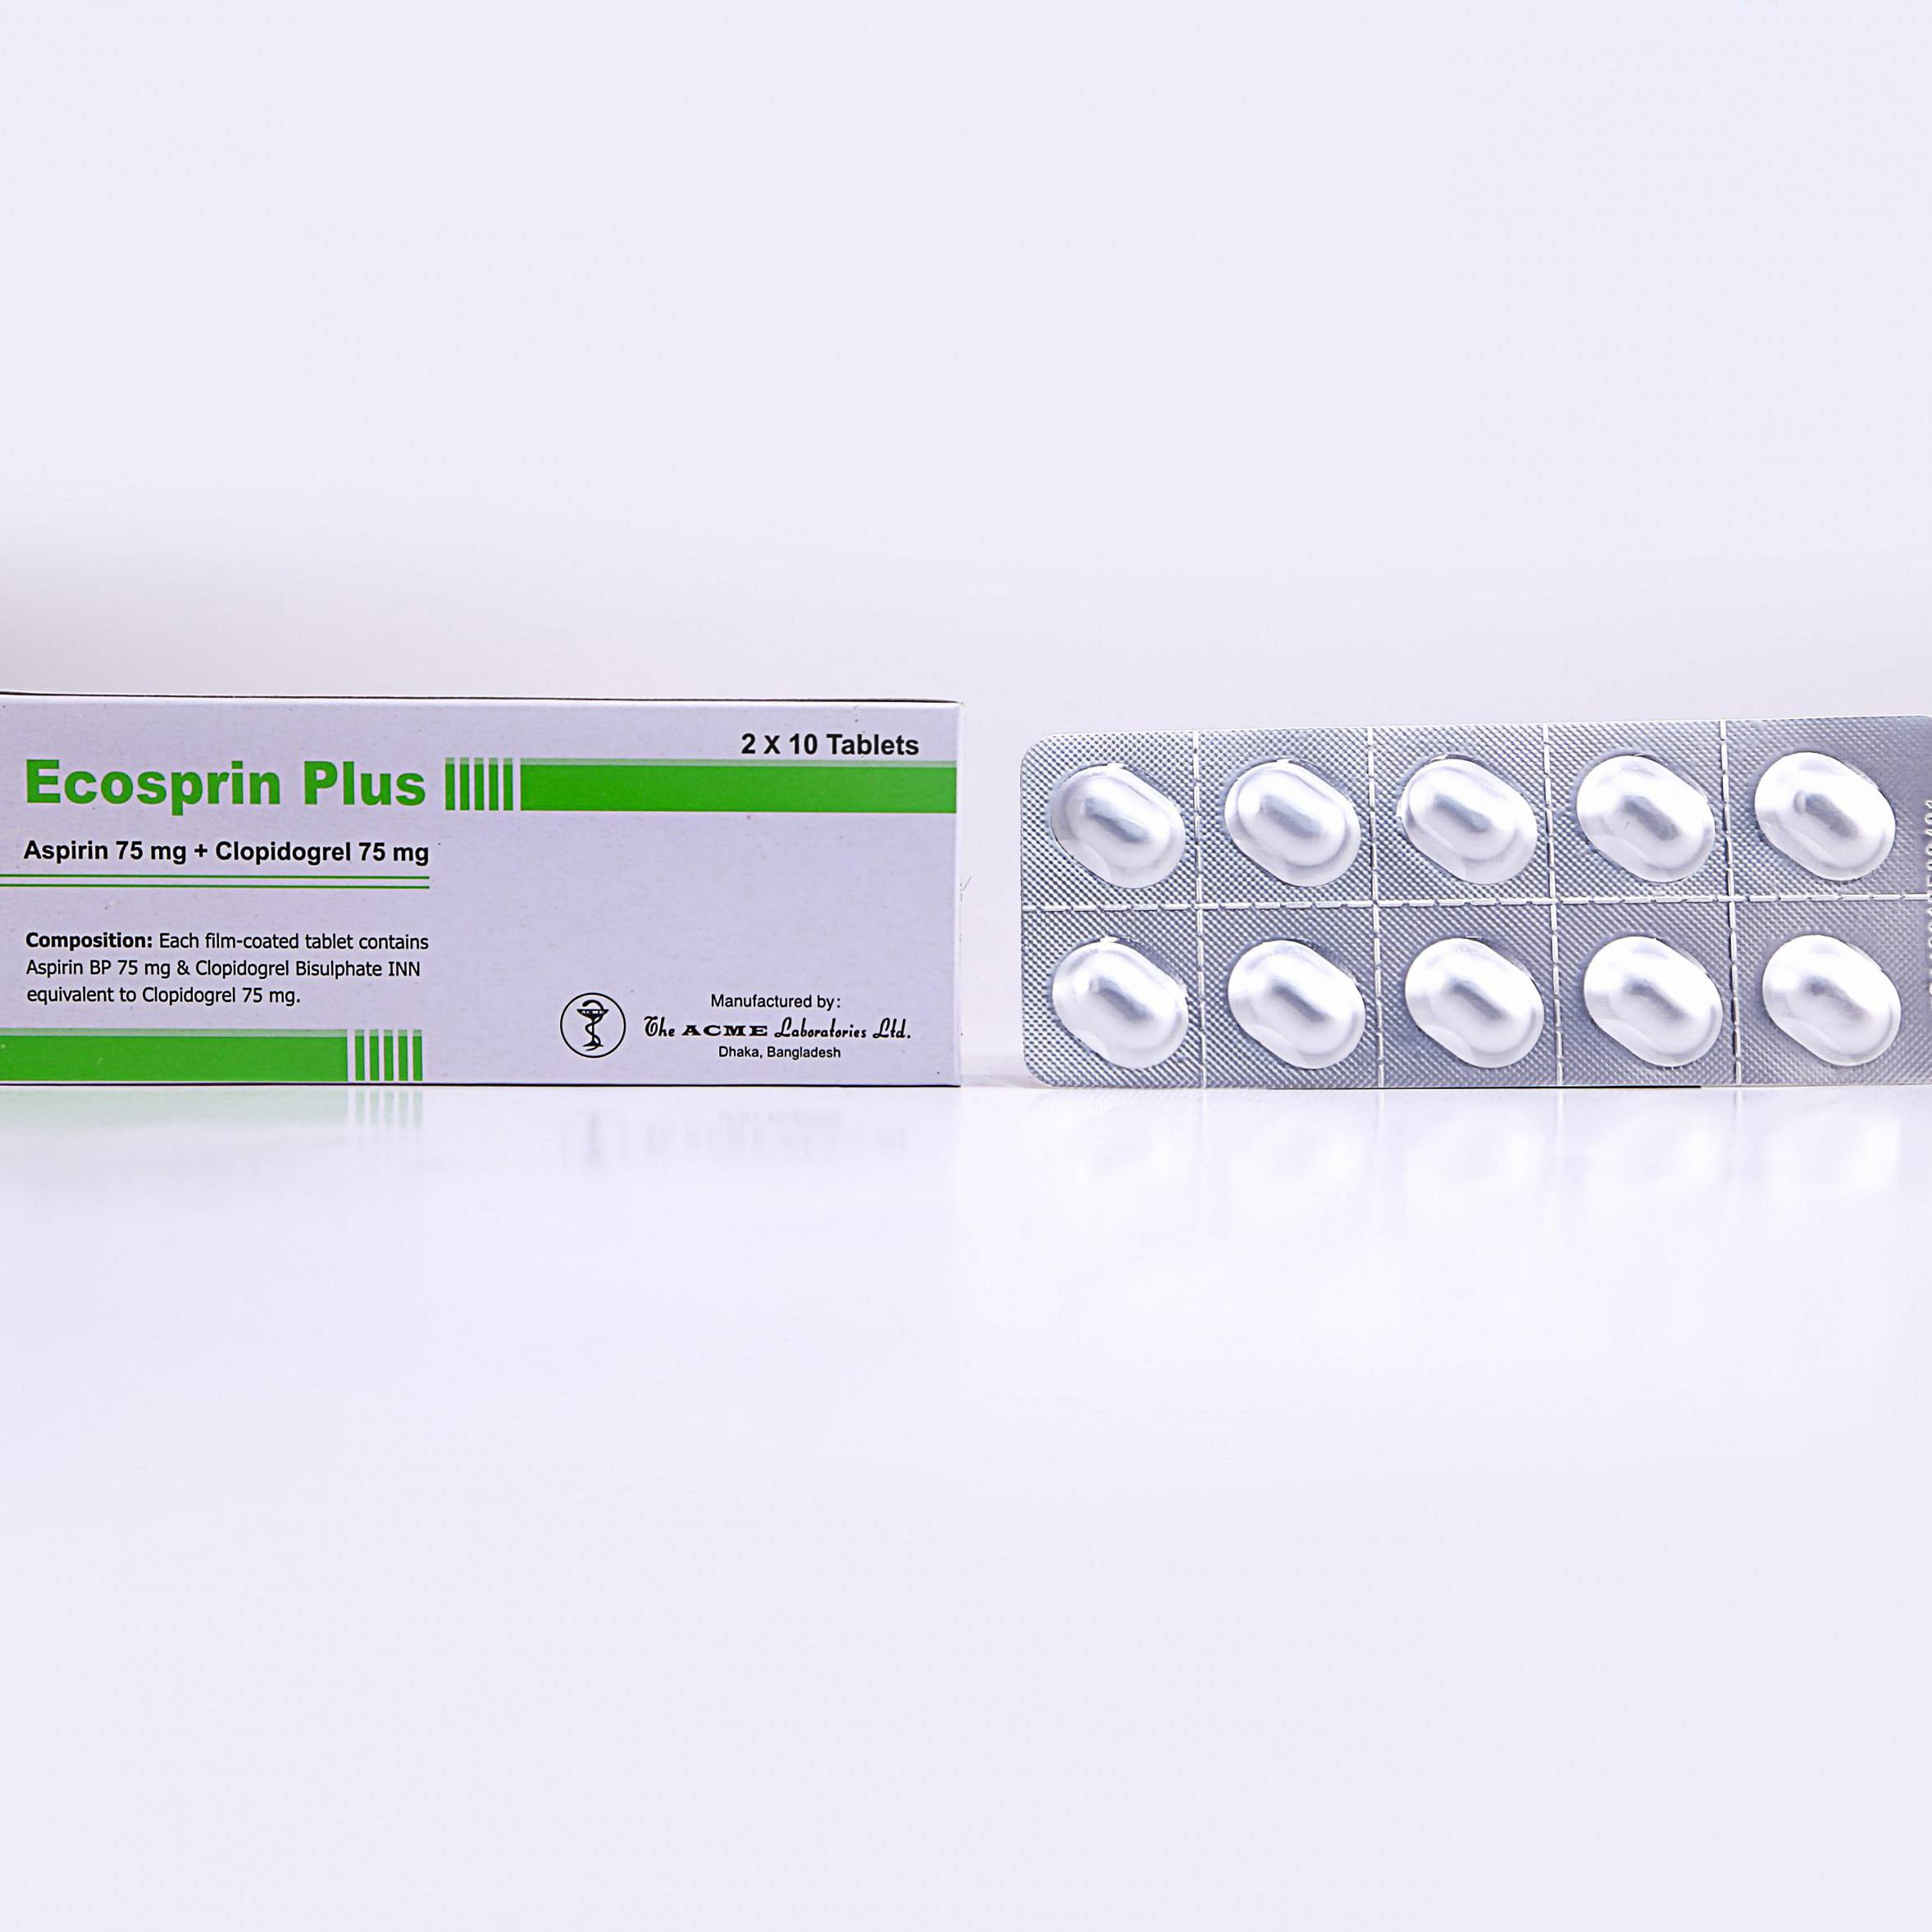 2 X 10 Tablets
Ecosprin Plus
Aspirin 75 mg + Clopidogrel 75 mg
Composition: Each film-coated tablet contains
Aspirin BP 75 mg & Clopidogrel Bisulphate INN
equivalent to Clopidogrel 75 mg.
Manufactured by:
The ACME Laboratories Ltd.
Dhaka, Bangladesh